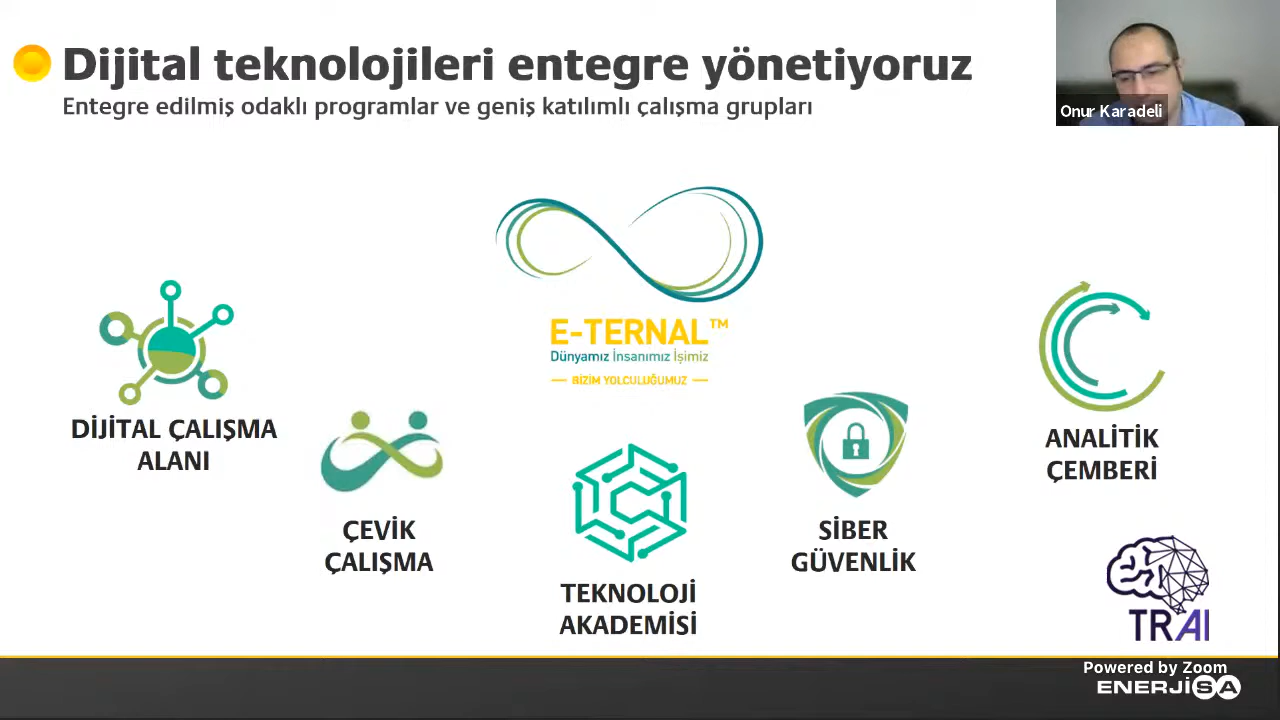 Dijital teknolojileri entegre yönetiyoruz
Entegre edilmiş odaklı programlar ve geniş katılımlı çalışma grupları
Onur Karadeli
E-TERNAL™
Dünyamız İnsanımız İşimiz
BİZİM YOLCULUĞUMUZ
DİJİTAL ÇALIŞMA
ALANI
ÇEVİK
ÇALIŞMA
TEKNOLOJİ
AKADEMİSİ
SİBER
GÜVENLİK
ANALİTİK
ÇEMBERİ
TRAI
Powered by Zoom
ENERJİSA